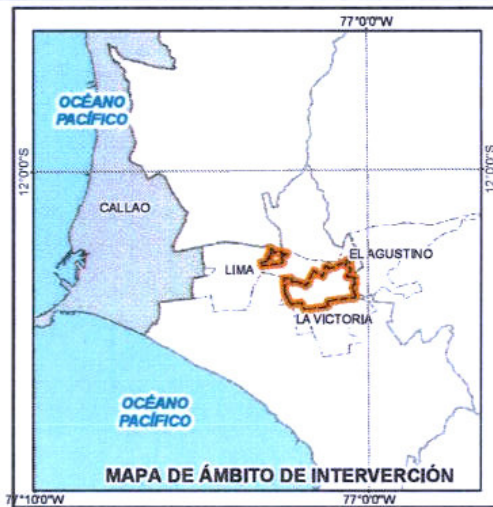 77°0'0"W
OCÉANO
PACÍFICO
12°0'0"S
12°0'0"S
CALLAO
EL AGUSTINO
LIMA
LA VICTORIA
OCÉANO
PACÍFICO
MAPA DE ÁMBITO DE INTERVERCIÓN
77°10'0"W
77°0'0"W